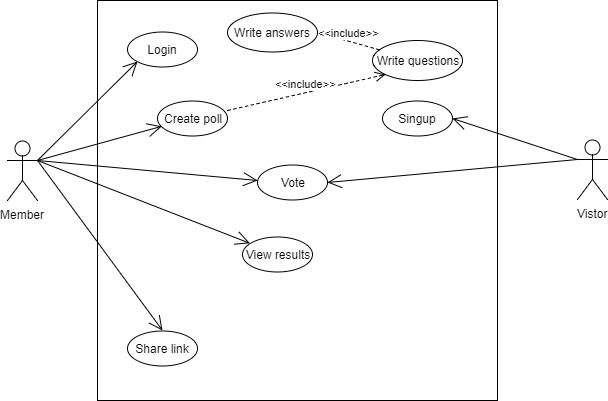 Write answers
<<include>>
Login
Write questions
<<include>>
Create poll
Singup
Vote
Member
Vistor
View results
Share link